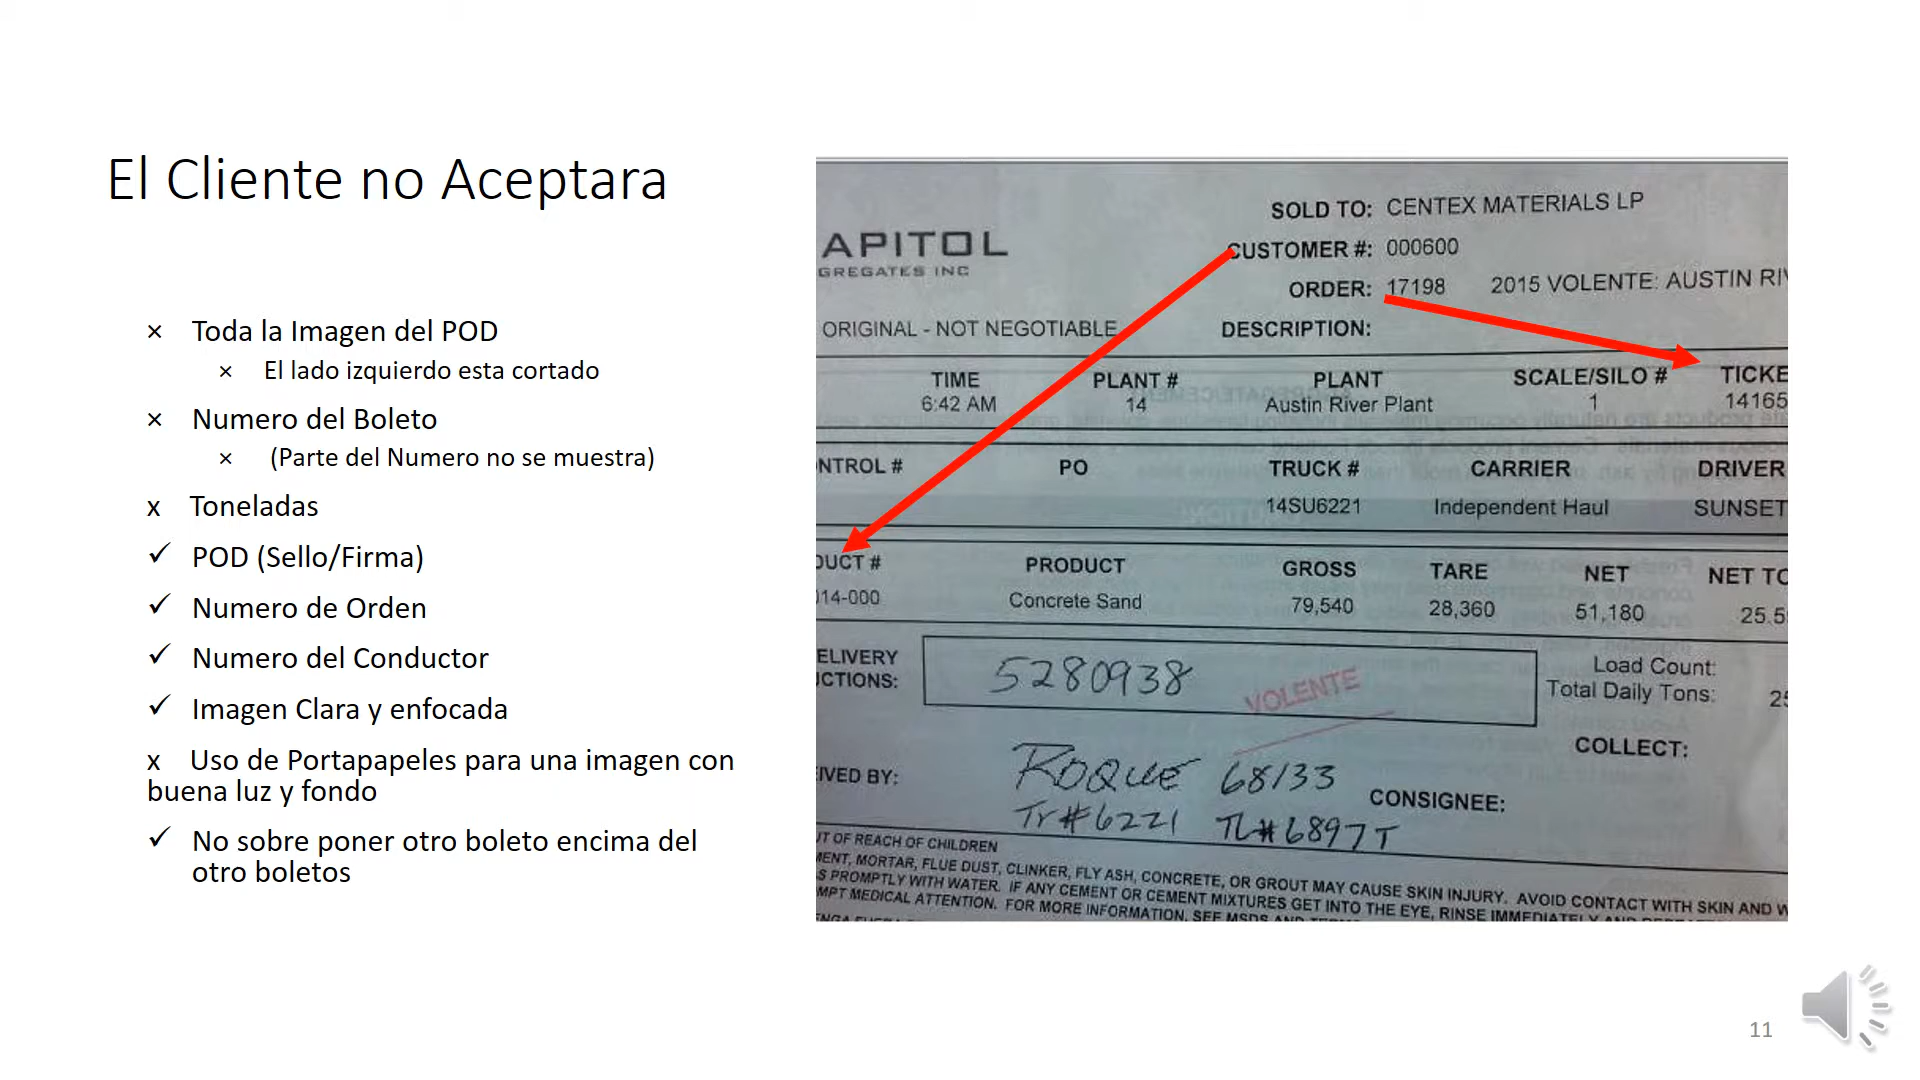 El Cliente no Aceptara
× Toda la Imagen del POD
× El lado izquierdo esta cortado
× Numero del Boleto
× (Parte del Numero no se muestra)
x Toneladas
✓ POD (Sello/Firma)
✓ Numero de Orden
✓ Numero del Conductor
✓ Imagen Clara y enfocada
x Uso de Portapapeles para una imagen con
buena luz y fondo
✓ No sobre poner otro boleto encima del
otro boletos
APITOL
GREGATES INC
SOLD TO: CENTEX MATERIALS LP
CUSTOMER #: 000600
ORDER: 17198 2015 VOLENTE: AUSTIN RIV
ORIGINAL - NOT NEGOTIABLE DESCRIPTION:
TIME PLANT # PLANT SCALE/SILO # TICKE
6:42 AM 14 Austin River Plant 1 14165
NTROL # PO TRUCK # CARRIER DRIVER
14SU6221 Independent Haul SUNSET
DUCT # PRODUCT GROSS TARE NET NET TO
014-000 Concrete Sand 79,540 28,360 51,180 25.5
ELIVERY
CTIONS:
5280938
VOLENTE
Load Count:
Total Daily Tons: 25
COLLECT:
IVED BY: ROQUE 68133
CONSIGNEE:
Tr#6221 TL#6897T
UT OF REACH OF CHILDREN
MENT, MORTAR, FLUE DUST, CLINKER, FLY ASH, CONCRETE, OR GROUT MAY CAUSE SKIN INJURY. AVOID CONTACT WITH SKIN AND W
S PROMPTLY WITH WATER. IF ANY CEMENT OR CEMENT MIXTURES GET INTO THE EYE, RINSE IMMEDIATELY AND
MPT MEDICAL ATTENTION. FOR MORE INFORMATION, SEE MSDS AND
11